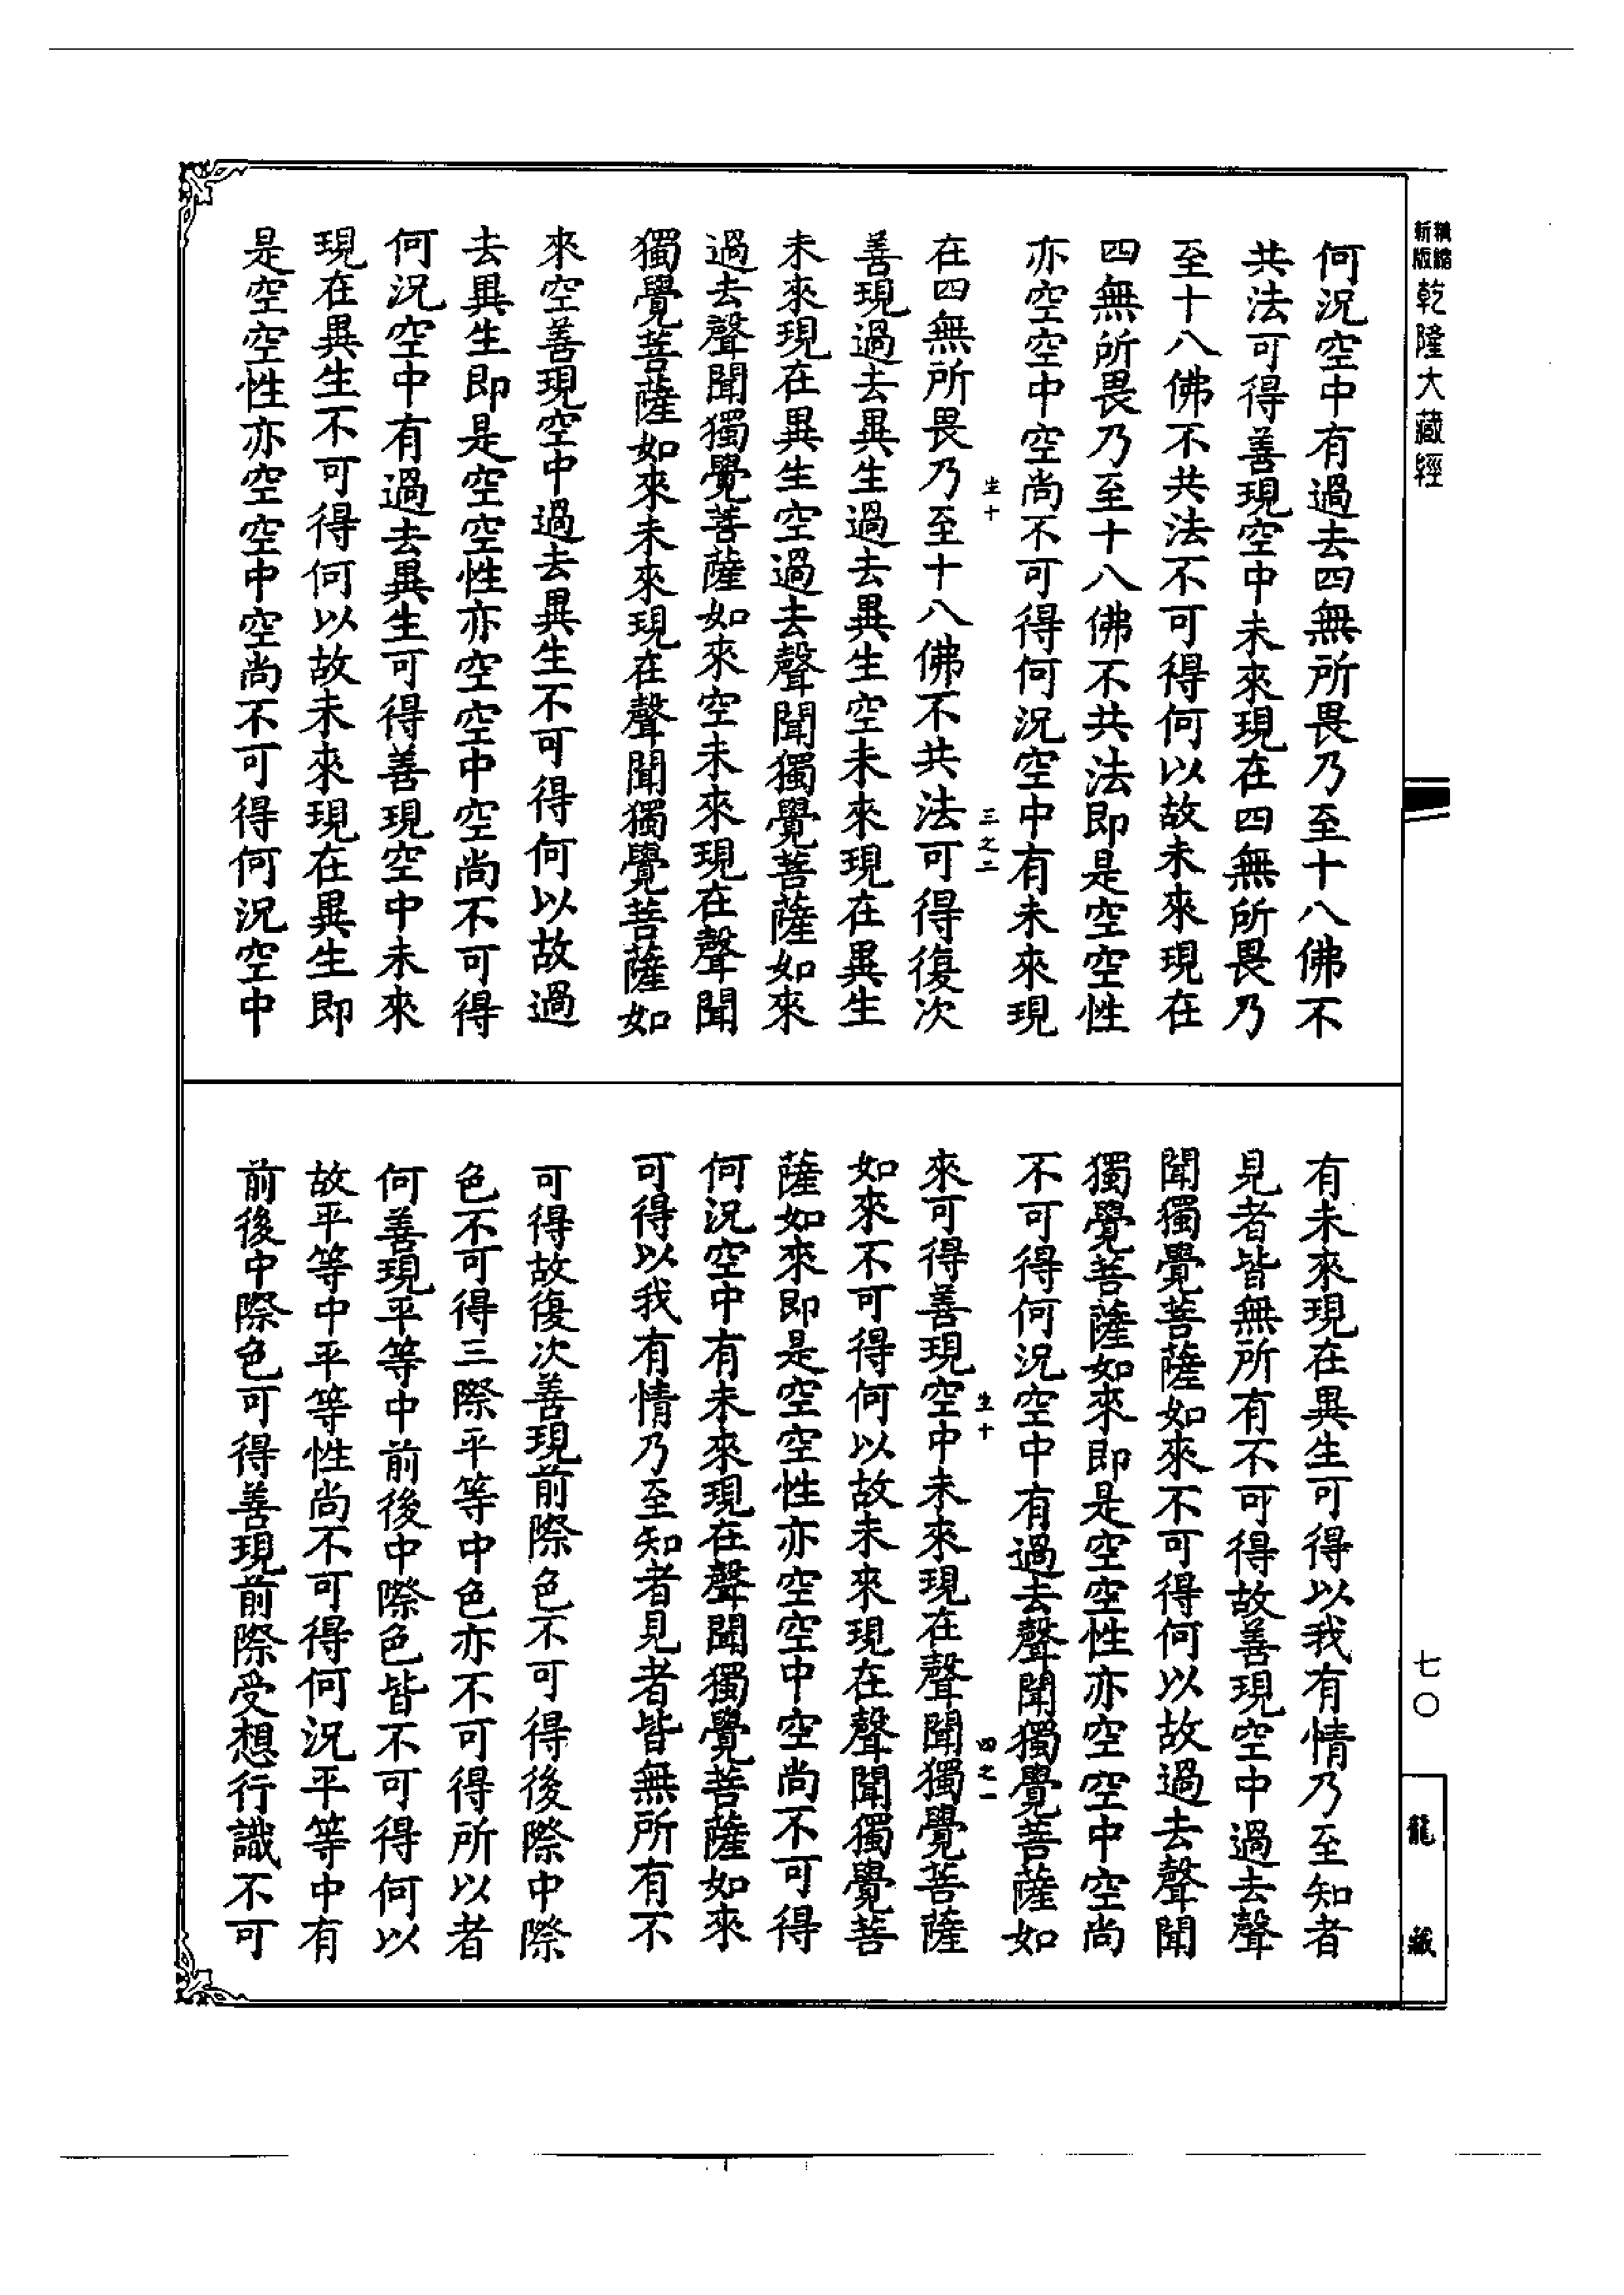 精縮
新版
乾隆大藏經
何況空中有過去四無所畏乃至十八佛不
共法可得善現空中未來現在四無所畏乃
至十八佛不共法不可得何以故未來現在
四無所畏乃至十八佛不共法即是空空性
亦空空中空尚不可得何況空中有未來現
生十 三之二
在四無所畏乃至十八佛不共法可得復次
善現過去異生過去異生空未來現在異生
未來現在異生空過去聲聞獨覺菩薩如來
過去聲聞獨覺菩薩如來空未來現在聲聞
獨覺菩薩如來未來現在聲聞獨覺菩薩如
來空善現空中過去異生不可得何以故過
去異生即是空空性亦空空中空尚不可得
何況空中有過去異生可得善現空中未來
現在異生不可得何以故未來現在異生即
是空空性亦空空中空尚不可得何況空中
有未來現在異生可得以我有情乃至知者
見者皆無所有不可得故善現空中過去聲
聞獨覺菩薩如來不可得何以故過去聲聞
獨覺菩薩如來即是空空性亦空空中空尚
不可得何況空中有過去聲聞獨覺菩薩如
生十 四之一
來可得善現空中未來現在聲聞獨覺菩薩
如來不可得何以故未來現在聲聞獨覺菩
薩如來即是空空性亦空空中空尚不可得
何況空中有未來現在聲聞獨覺菩薩如來
可得以我有情乃至知者見者皆無所有不
可得故復次善現前際色不可得後際中際
色不可得三際平等中色亦不可得所以者
何善現平等中前後中際色皆不可得何以
故平等中平等性尚不可得何況平等中有
前後中際色可得善現前際受想行識不可
七〇
龍藏